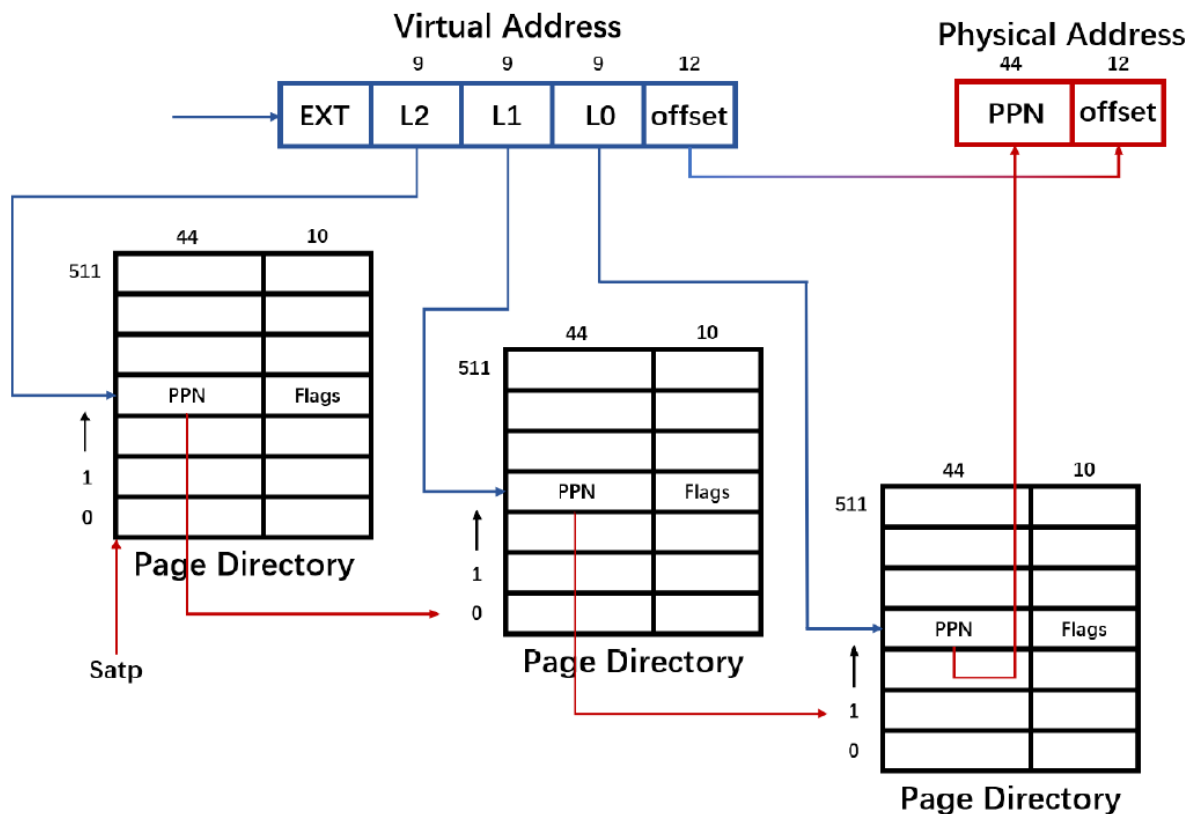 Virtual Address
9 9 9 12
EXT L2 L1 L0 offset
Physical Address
44 12
PPN offset
44 10
511
PPN Flags
1
0
Page Directory
Satp
44 10
511
PPN Flags
1
0
Page Directory
44 10
511
PPN Flags
1
0
Page Directory